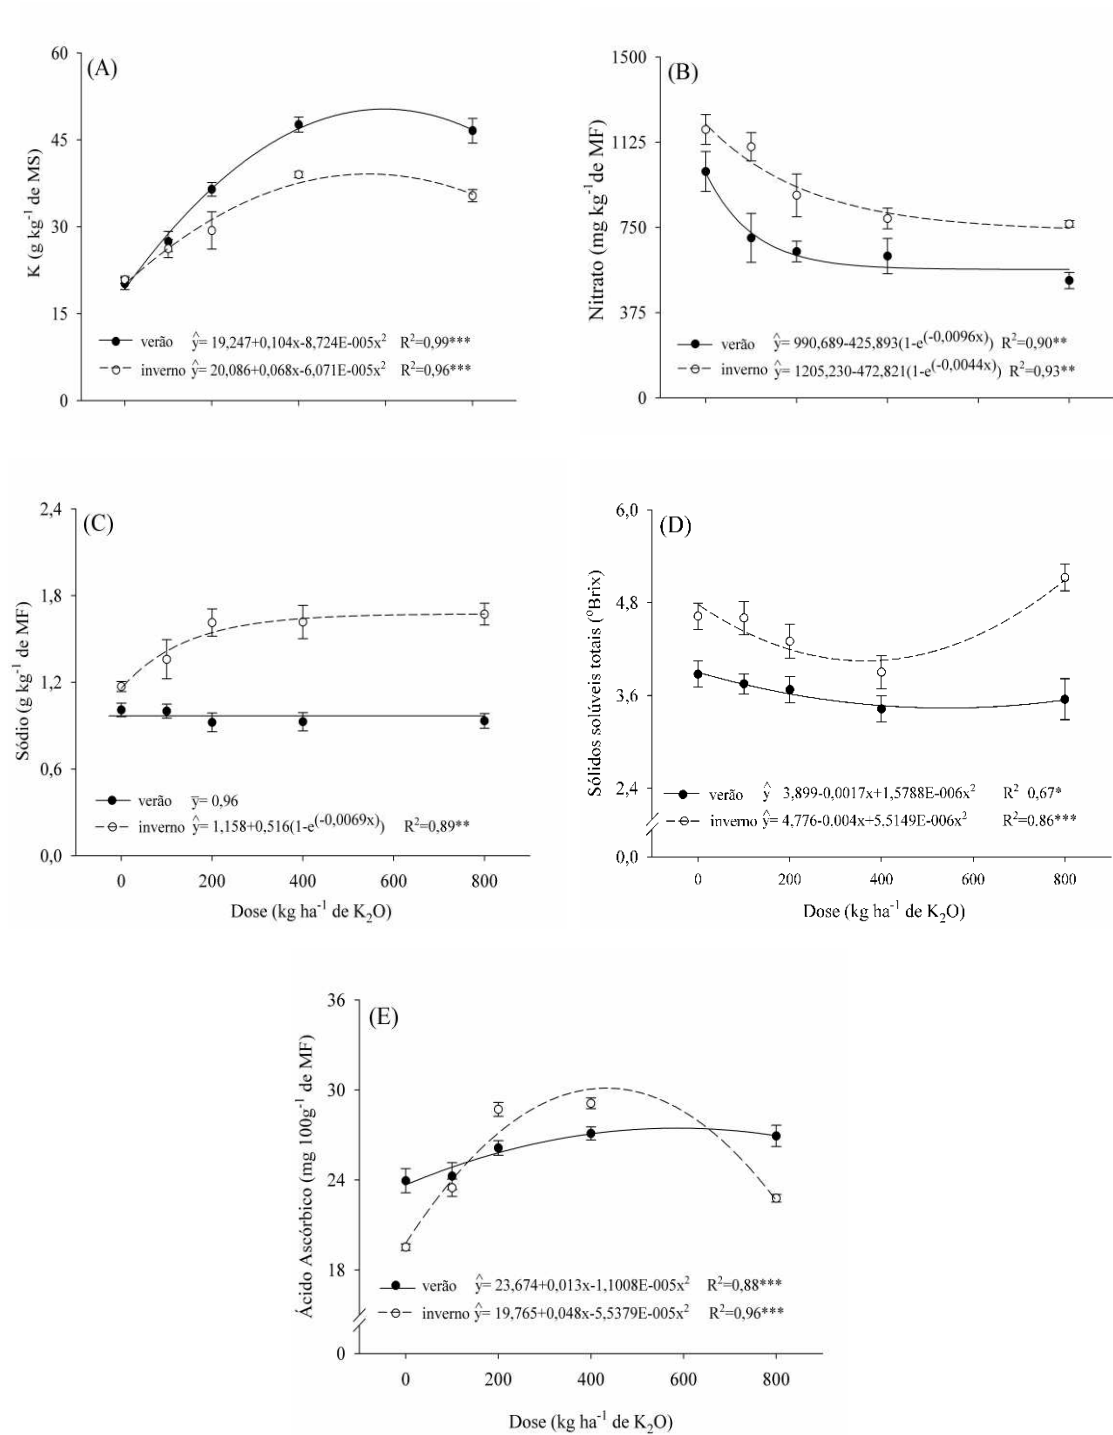 (A)
K (g kg⁻¹ de MS)
60
45
30
15
0
verão ŷ= 19,247+0,104x-8,724E-005x² R²=0,99***
inverno ŷ= 20,086+0,068x-6,071E-005x² R²=0,96***
(B)
Nitrato (mg kg⁻¹ de MF)
1500
1125
750
375
0
verão ŷ= 990,689-425,893(1-e^(-0,0096x)) R²=0,90**
inverno ŷ= 1205,230-472,821(1-e^(-0,0044x)) R²=0,93**
(C)
Sódio (g kg⁻¹ de MF)
2,4
1,8
1,2
0,6
0,0
verão ȳ= 0,96
inverno ŷ= 1,158+0,516(1-e^(-0,0069x)) R²=0,89**
0 200 400 600 800
Dose (kg ha⁻¹ de K₂O)
(D)
Sólidos solúveis totais (ºBrix)
6,0
4,8
3,6
2,4
0,0
verão ŷ 3,899-0,0017x+1,5788E-006x² R² 0,67*
inverno ŷ= 4,776-0,004x+5,5149E-006x² R²=0,86***
0 200 400 600 800
Dose (kg ha⁻¹ de K₂O)
(E)
Ácido Ascórbico (mg 100g⁻¹ de MF)
36
30
24
18
0
verão ŷ= 23,674+0,013x-1,1008E-005x² R²=0,88***
inverno ŷ= 19,765+0,048x-5,5379E-005x² R²=0,96***
0 200 400 600 800
Dose (kg ha⁻¹ de K₂O)